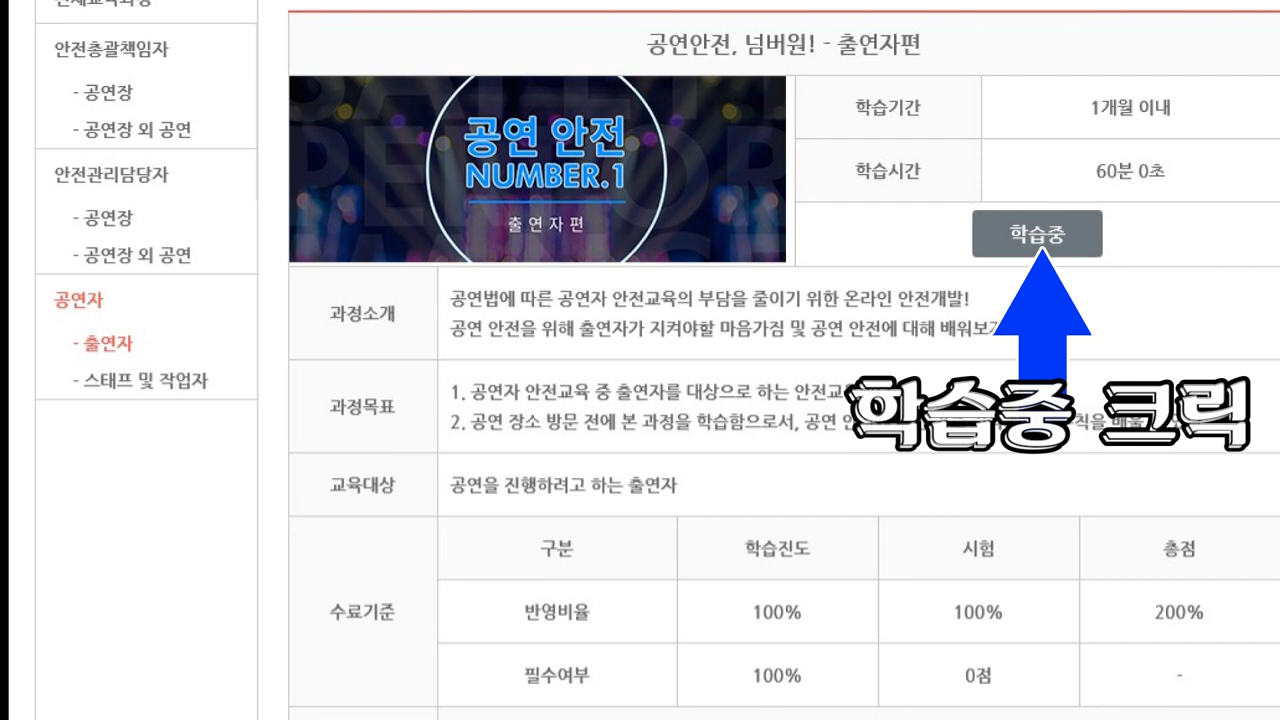 안전총괄책임자
- 공연장
- 공연장 외 공연
안전관리담당자
- 공연장
- 공연장 외 공연
공연자
- 출연자
- 스태프 및 작업자
공연안전, 넘버원! - 출연자편
공연 안전
NUMBER.1
출연자편
학습기간
1개월 이내
학습시간
60분 0초
학습중
과정소개
공연법에 따른 공연자 안전교육의 부담을 줄이기 위한 온라인 안전개발!
공연 안전을 위해 출연자가 지켜야할 마음가짐 및 공연 안전에 대해 배워보
과정목표
1. 공연자 안전교육 중 출연자를 대상으로 하는 안전교
2. 공연 장소 방문 전에 본 과정을 학습함으로서, 공연
학습중 크릭
교육대상
공연을 진행하려고 하는 출연자
수료기준
구분 학습진도 시험 총점
반영비율 100% 100% 200%
필수여부 100% 0점 -